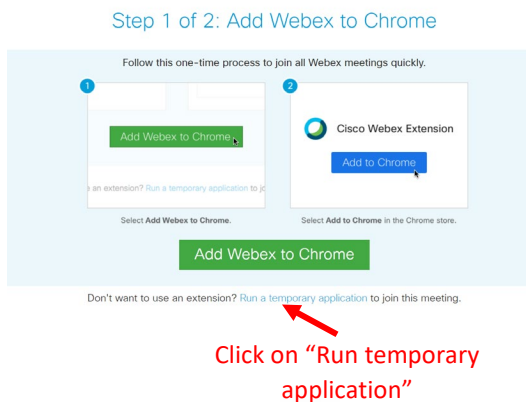 Step 1 of 2: Add Webex to Chrome
Follow this one-time process to join all Webex meetings quickly.
1
Add Webex to Chrome
an extension? Run a temporary application to jo
Select Add Webex to Chrome.
2
Cisco Webex Extension
Add to Chrome
Select Add to Chrome in the Chrome store.
Add Webex to Chrome
Don't want to use an extension? Run a temporary application to join this meeting.
Click on “Run temporary
application”